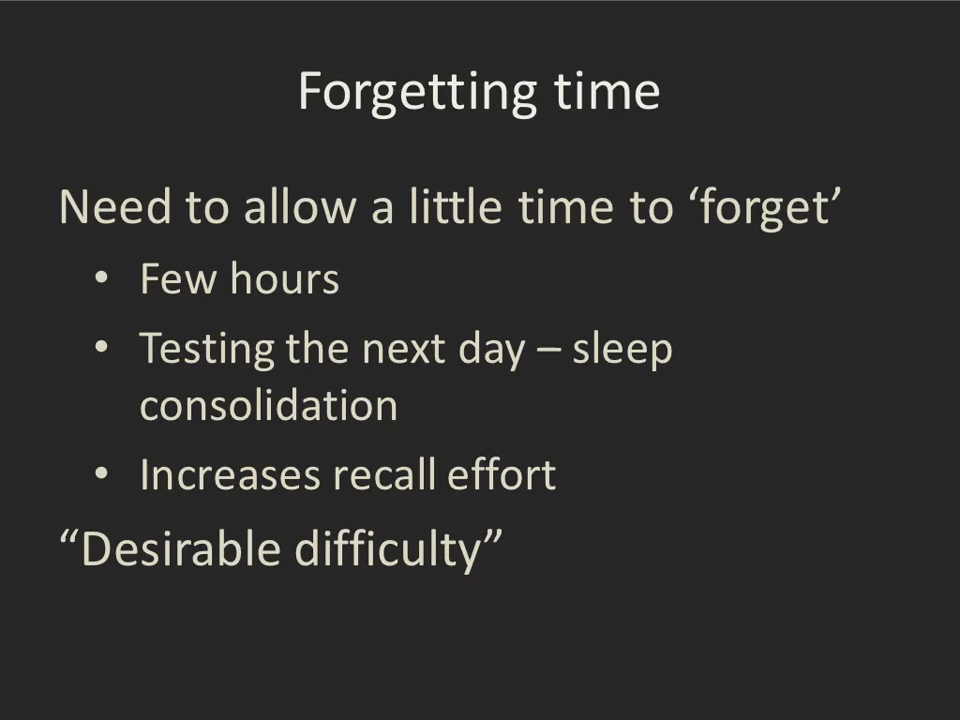 Forgetting time
Need to allow a little time to ‘forget’
• Few hours
• Testing the next day – sleep
consolidation
• Increases recall effort
“Desirable difficulty”